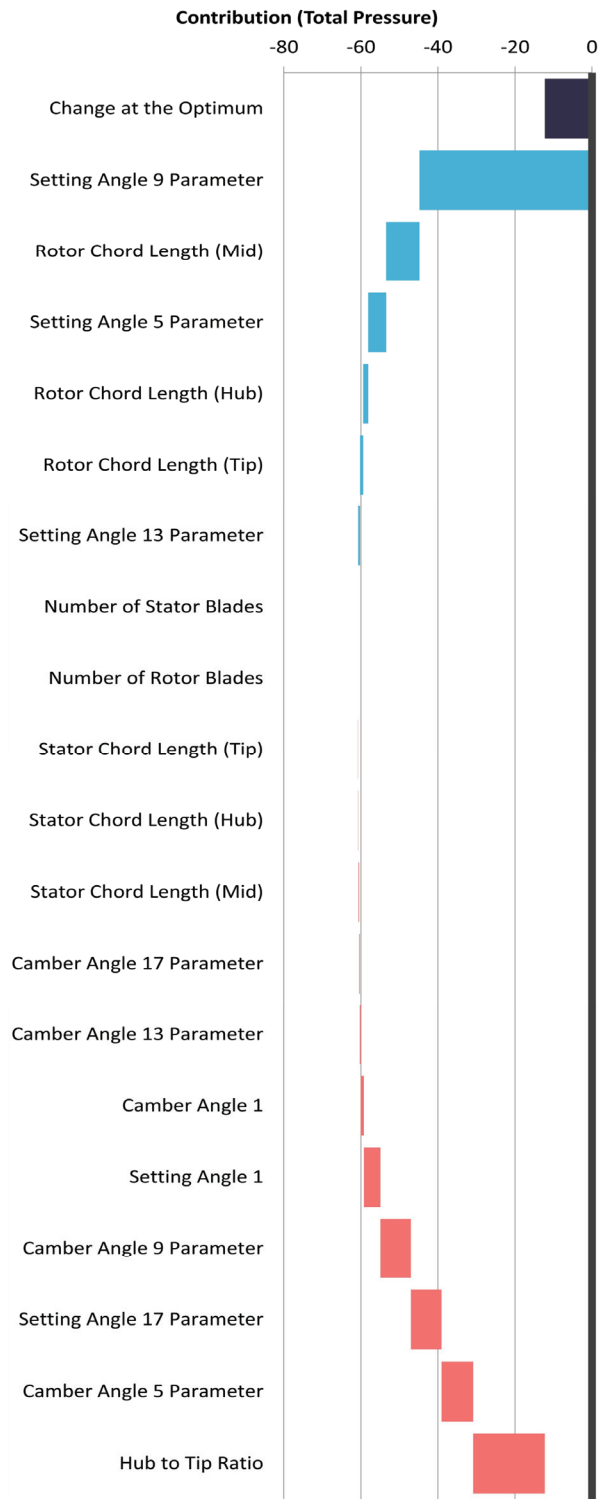 Contribution (Total Pressure)
-80 -60 -40 -20 0
Change at the Optimum
Setting Angle 9 Parameter
Rotor Chord Length (Mid)
Setting Angle 5 Parameter
Rotor Chord Length (Hub)
Rotor Chord Length (Tip)
Setting Angle 13 Parameter
Number of Stator Blades
Number of Rotor Blades
Stator Chord Length (Tip)
Stator Chord Length (Hub)
Stator Chord Length (Mid)
Camber Angle 17 Parameter
Camber Angle 13 Parameter
Camber Angle 1
Setting Angle 1
Camber Angle 9 Parameter
Setting Angle 17 Parameter
Camber Angle 5 Parameter
Hub to Tip Ratio